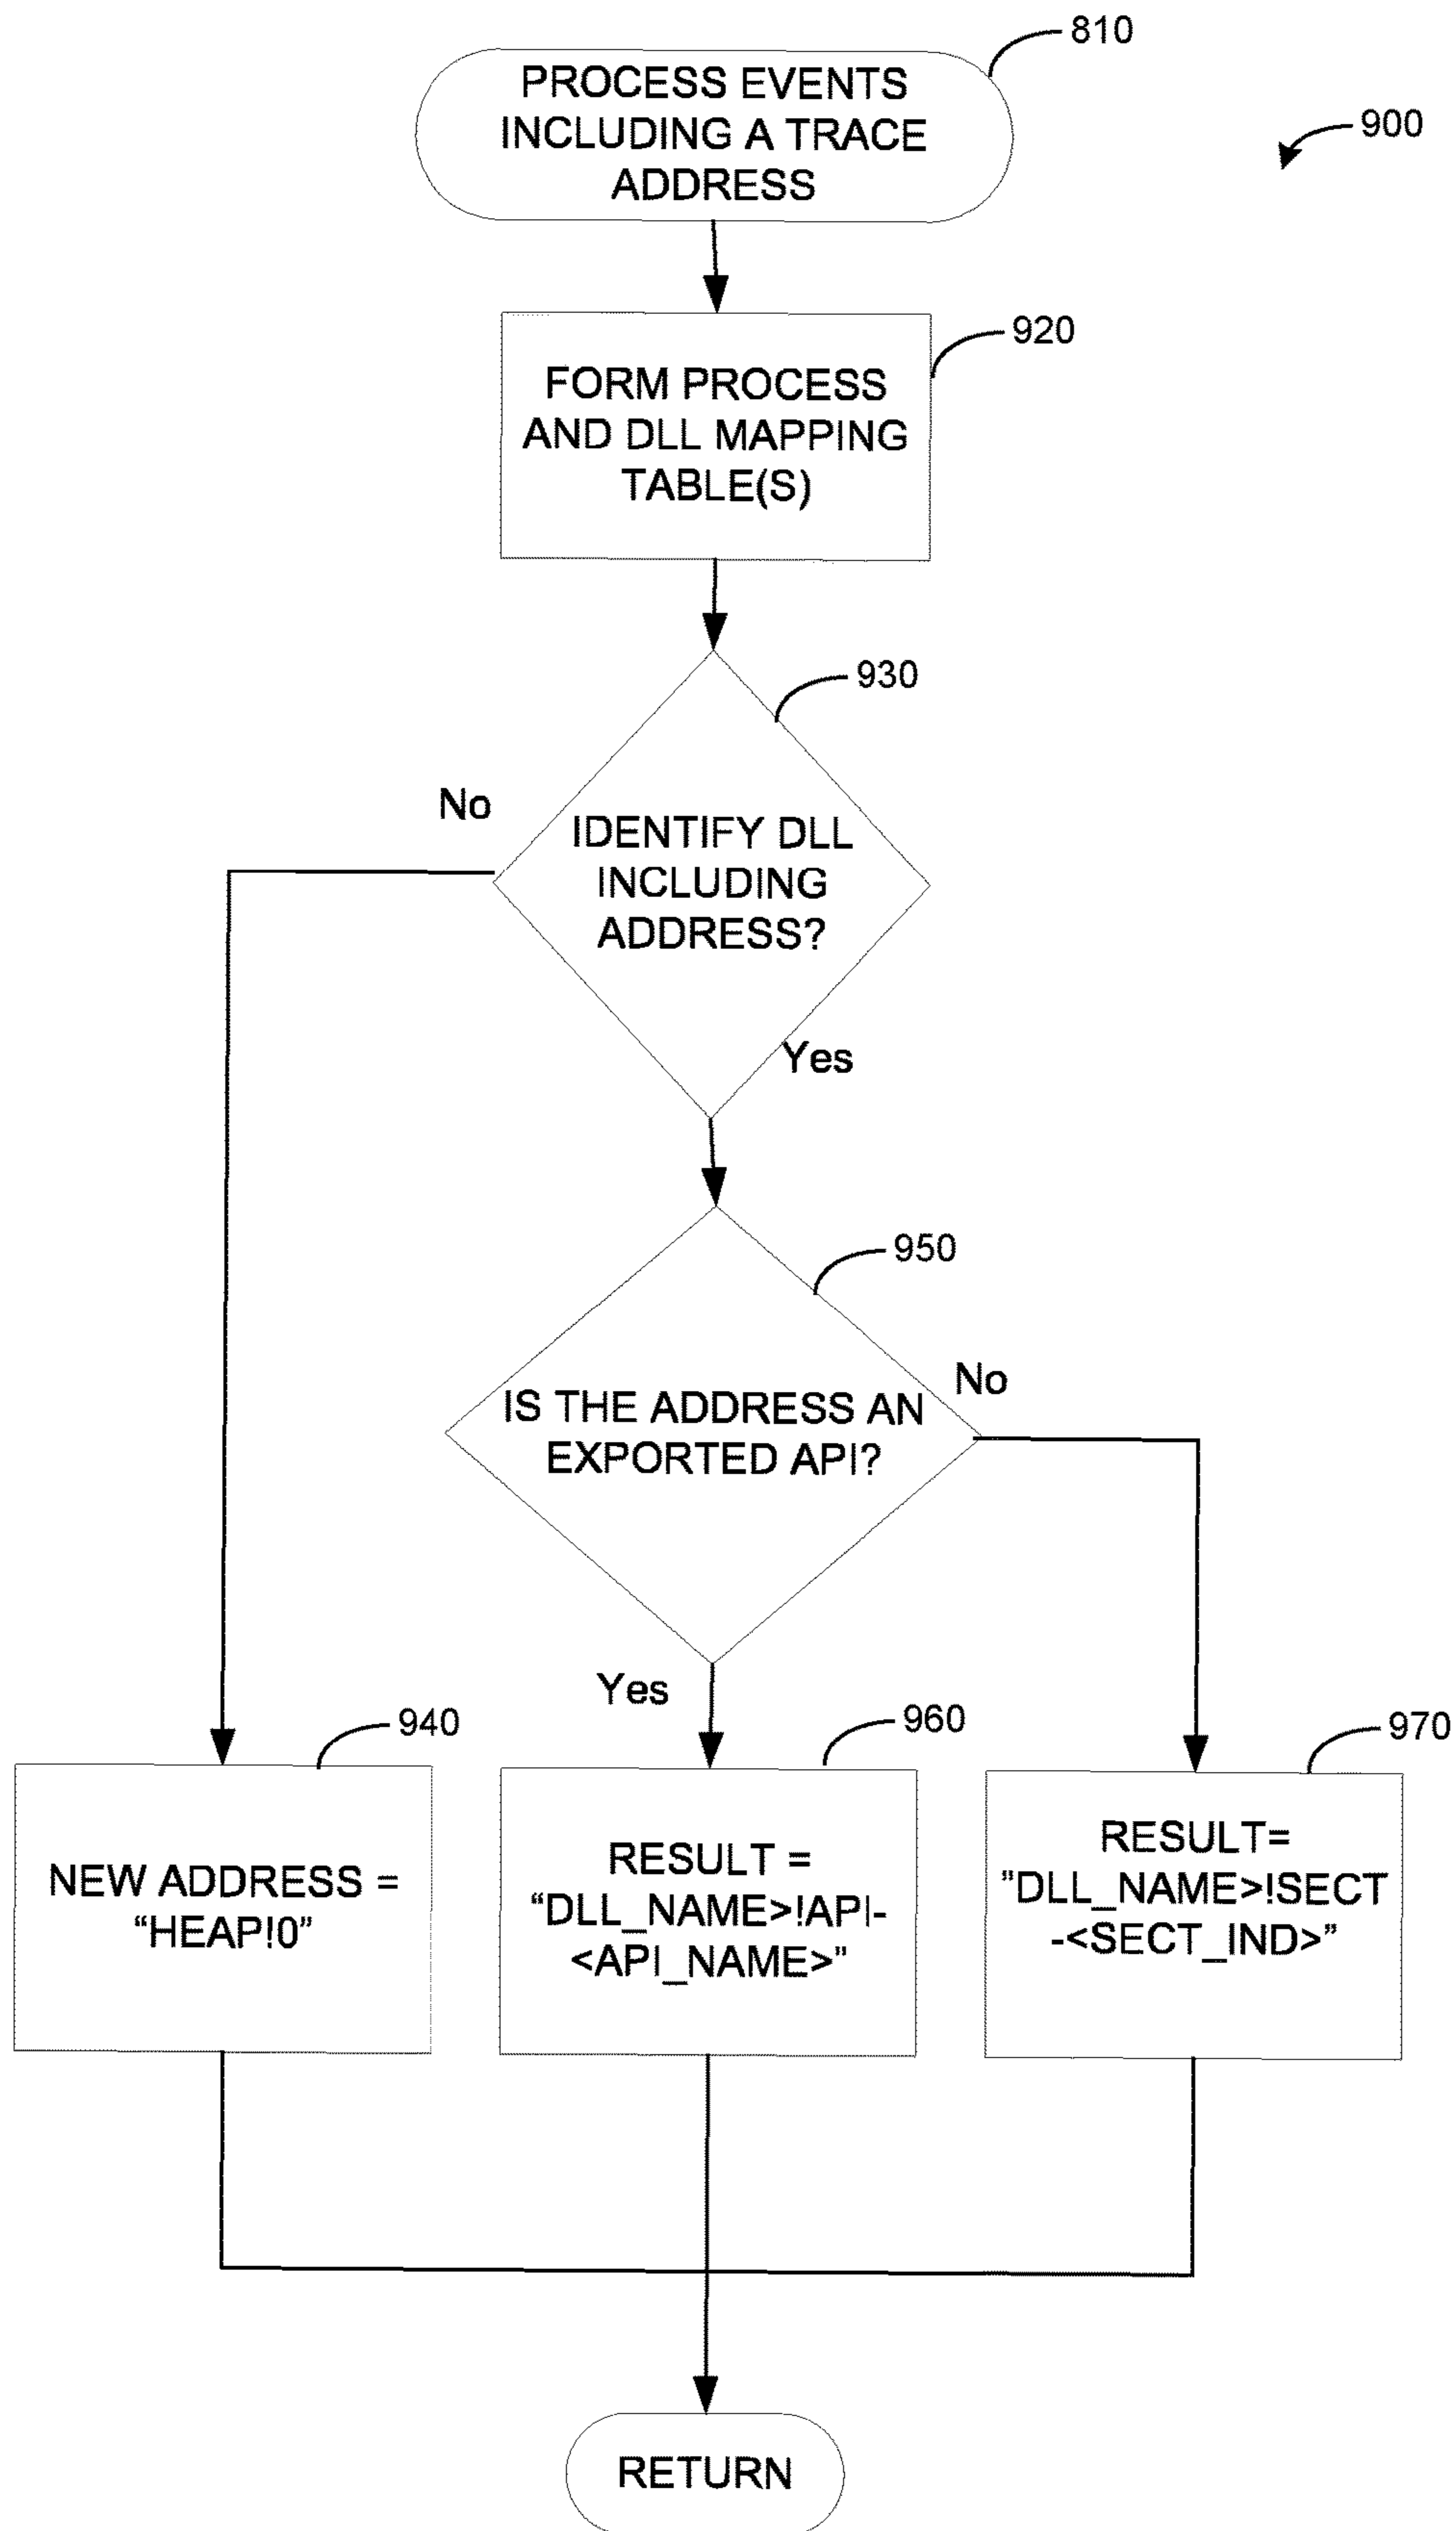 810
PROCESS EVENTS
INCLUDING A TRACE
ADDRESS
900
920
FORM PROCESS
AND DLL MAPPING
TABLE(S)
930
No
IDENTIFY DLL
INCLUDING
ADDRESS?
Yes
950
No
IS THE ADDRESS AN
EXPORTED API?
Yes
940
NEW ADDRESS =
“HEAP!0”
960
RESULT =
“DLL_NAME>!API-
<API_NAME>”
970
RESULT=
”DLL_NAME>!SECT
-<SECT_IND>”
RETURN